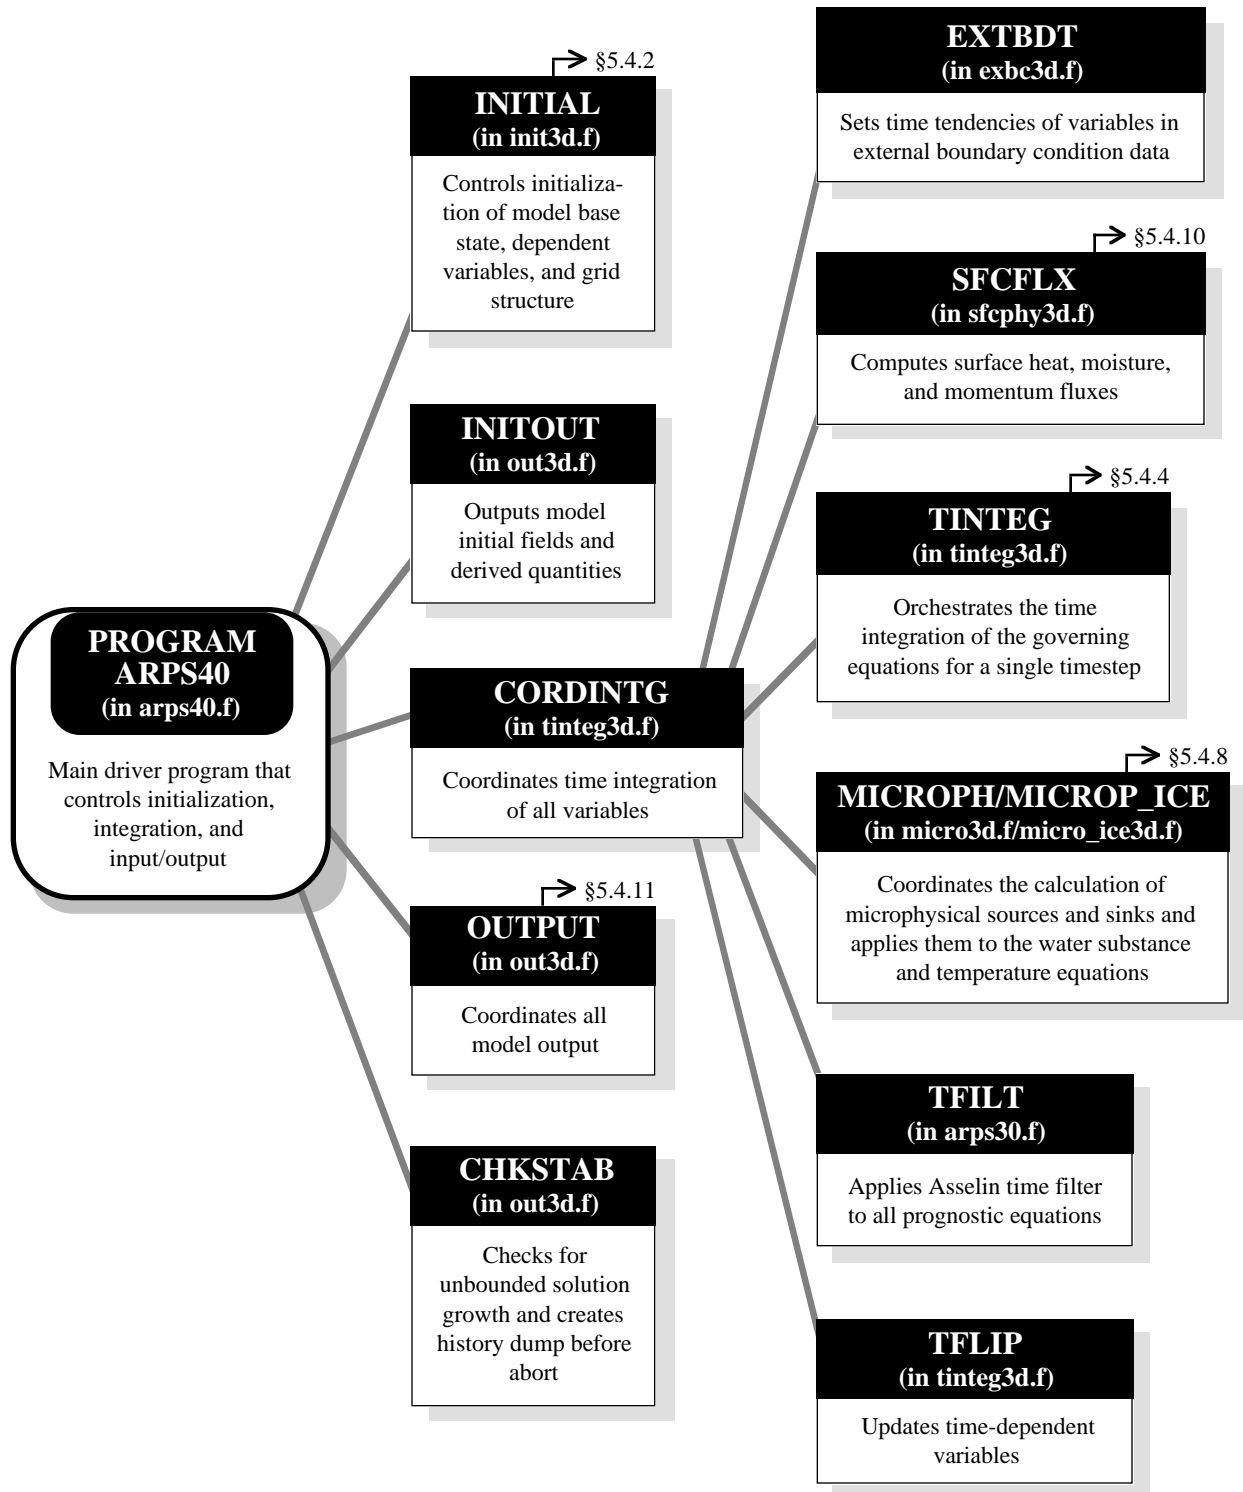 PROGRAM
ARPS40
(in arps40.f)
Main driver program that
controls initialization,
integration, and
input/output
§5.4.2
INITIAL
(in init3d.f)
Controls initializa-
tion of model base
state, dependent
variables, and grid
structure
INITOUT
(in out3d.f)
Outputs model
initial fields and
derived quantities
CORDINTG
(in tinteg3d.f)
Coordinates time integration
of all variables
§5.4.11
OUTPUT
(in out3d.f)
Coordinates all
model output
CHKSTAB
(in out3d.f)
Checks for
unbounded solution
growth and creates
history dump before
abort
EXTBDT
(in exbc3d.f)
Sets time tendencies of variables in
external boundary condition data
§5.4.10
SFCFLX
(in sfcphy3d.f)
Computes surface heat, moisture,
and momentum fluxes
§5.4.4
TINTEG
(in tinteg3d.f)
Orchestrates the time
integration of the governing
equations for a single timestep
§5.4.8
MICROPH/MICROP_ICE
(in micro3d.f/micro_ice3d.f)
Coordinates the calculation of
microphysical sources and sinks and
applies them to the water substance
and temperature equations
TFILT
(in arps30.f)
Applies Asselin time filter
to all prognostic equations
TFLIP
(in tinteg3d.f)
Updates time-dependent
variables